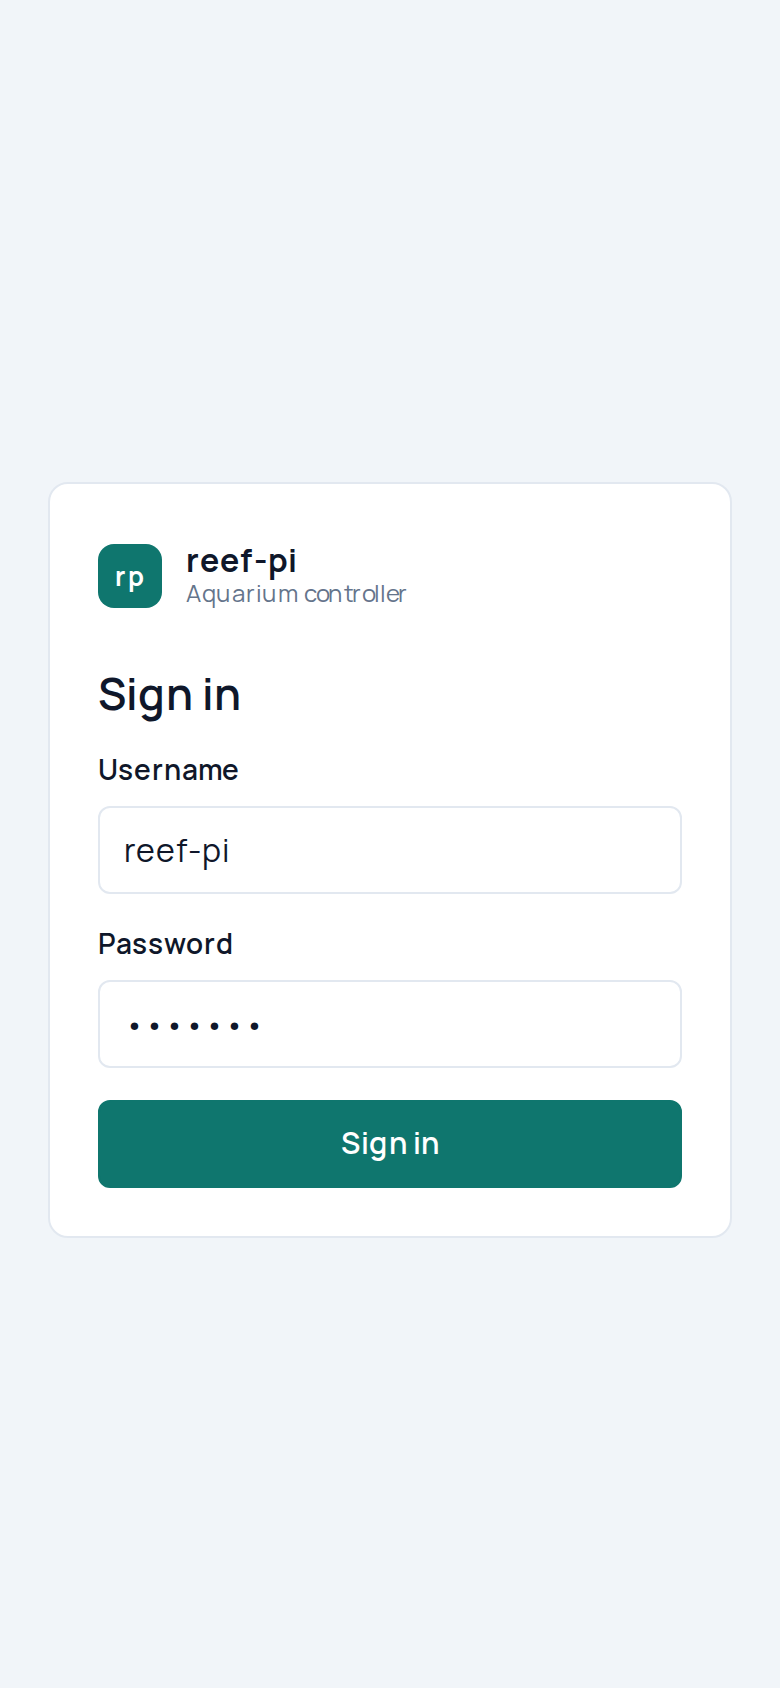 rp
reef-pi
Aquarium controller
Sign in
Username
reef-pi
Password
•••••••
Sign in